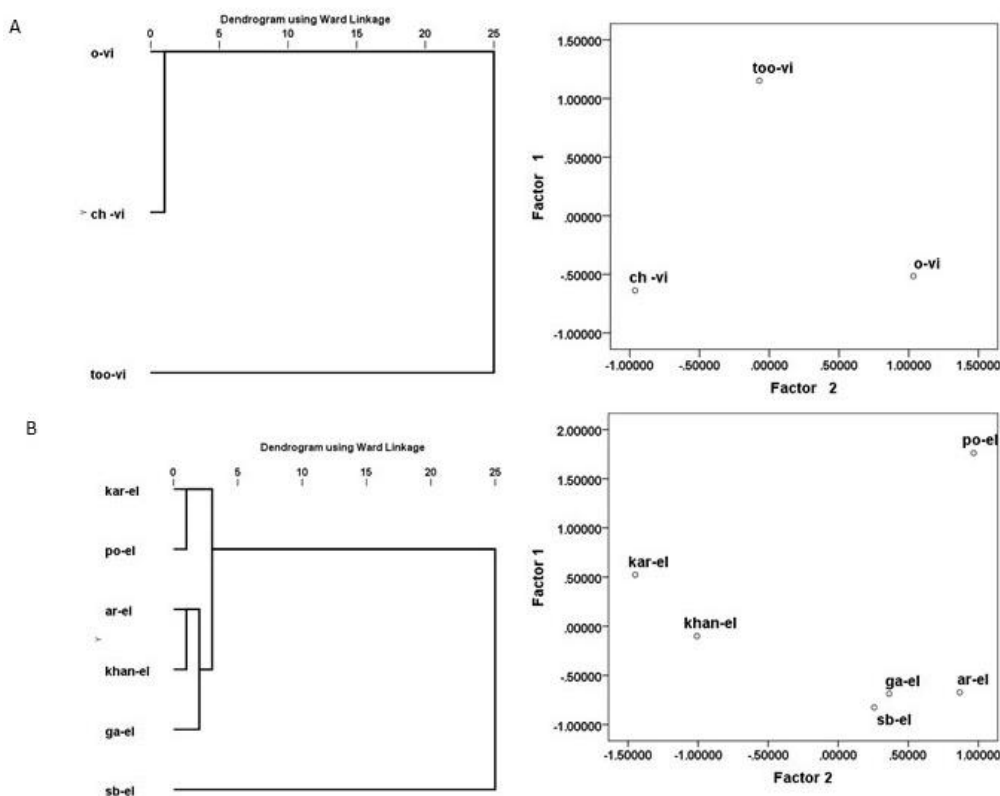 A
Dendrogram using Ward Linkage
0 5 10 15 20 25
o-vi
ch -vi
too-vi
Y
Factor 1
1.50000
1.00000
.50000
.00000
-.50000
-1.00000
too-vi
o-vi
ch -vi
-1.00000 -.50000 .00000 .50000 1.00000 1.50000
Factor 2
B
Dendrogram using Ward Linkage
0 5 10 15 20 25
kar-el
po-el
ar-el
Y
khan-el
ga-el
sb-el
Factor 1
2.00000
1.50000
1.00000
.50000
.00000
-.50000
-1.00000
po-el
kar-el
khan-el
ga-el
ar-el
sb-el
-1.50000 -1.00000 -.50000 .00000 .50000 1.00000
Factor 2